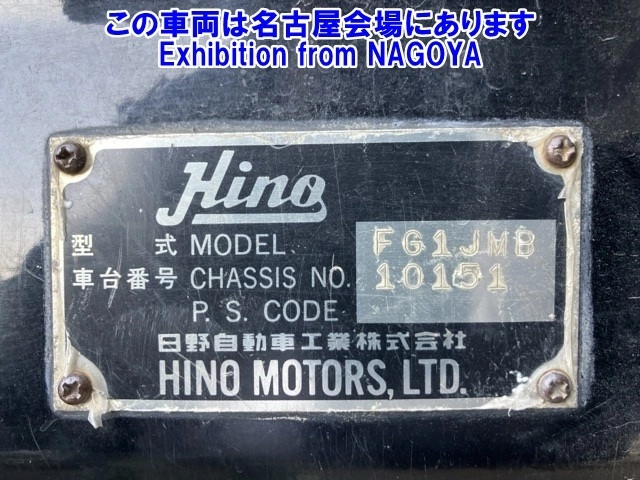 この車両は名古屋会場にあります
Exhibition from NAGOYA
Hino
型 式 MODEL FG1JMB
車台番号 CHASSIS NO. 10151
P. S. CODE
日野自動車工業株式会社
HINO MOTORS, LTD.